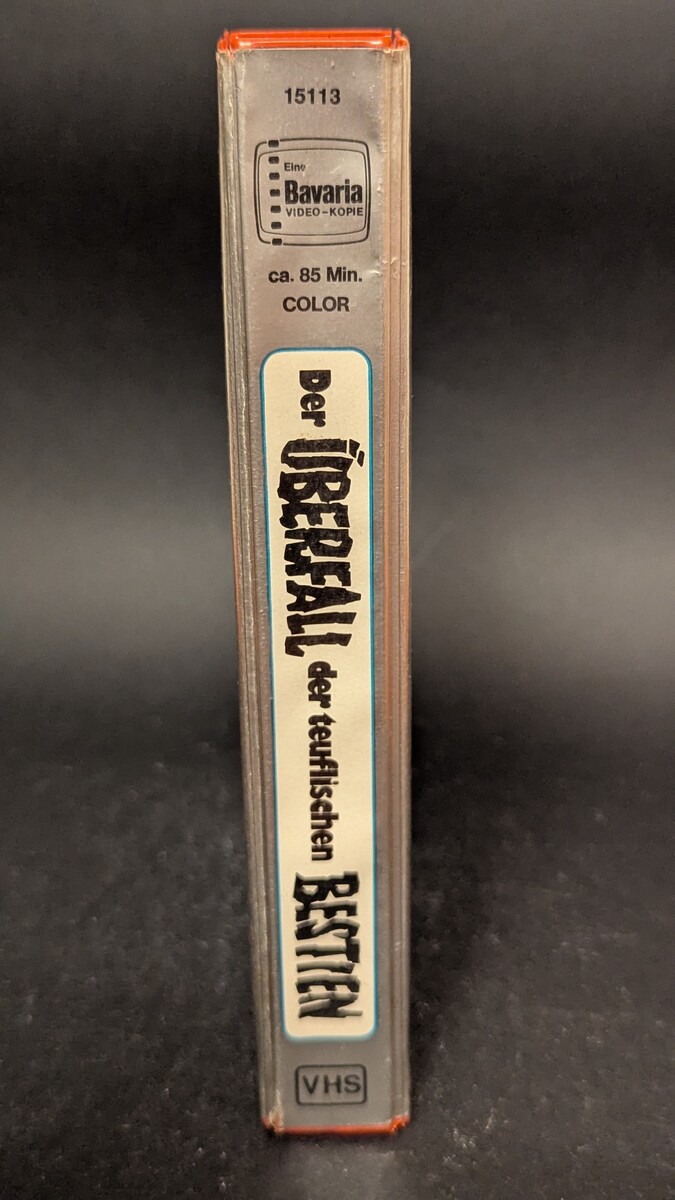 15113
Eine
Bavaria
VIDEO-KOPIE
ca. 85 Min.
COLOR
Der ÜBERFALL der teuflischen BESTIEN
VHS